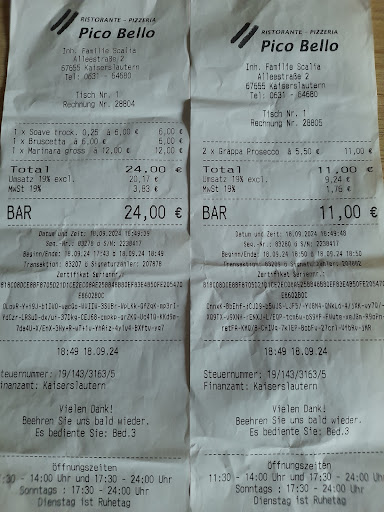 RISTORANTE - PIZZERIA
Pico Bello
Inh. Familie Scalia
Alleestraße 2
67655 Kaiserslautern
Tel: 0631 - 64680
Tisch Nr. 1
Rechnung Nr. 28804
1 x Soave trock. 0,25 à 6,00 € 6,00
1 x Bruscetta à 6,00 € 6,00
1 x Marinara gross à 12,00 € 12,00
Total 24,00 €
Umsatz 19% excl. 20,17 €
MwSt 19% 3,83 €
BAR 24,00 €
18:49 18.09.24
Steuernummer: 19/143/3163/5
Finanzamt: Kaiserslautern
Vielen Dank!
Beehren Sie uns bald wieder.
Es bediente Sie: Bed.3
Öffnungszeiten
11:30 - 14:00 Uhr und 17:30 - 24:00 Uhr
Sonntags : 17:30 - 24:00 Uhr
Dienstag ist Ruhetag
RISTORANTE - PIZZERIA
Pico Bello
Inh. Familie Scalia
Alleestraße 2
67655 Kaiserslautern
Tel: 0631 - 64680
Tisch Nr. 1
Rechnung Nr. 28805
2 x Grappa Prosecco à 5,50 € 11,00 €
Total 11,00 €
Umsatz 19% excl. 9,24 €
MwSt 19% 1,76 €
BAR 11,00 €
18:49 18.09.24
Steuernummer: 19/143/3163/5
Finanzamt: Kaiserslautern
Vielen Dank!
Beehren Sie uns bald wieder.
Es bediente Sie: Bed.3
Öffnungszeiten
11:30 - 14:00 Uhr und 17:30 - 24:00 Uhr
Sonntags : 17:30 - 24:00 Uhr
Dienstag ist Ruhetag